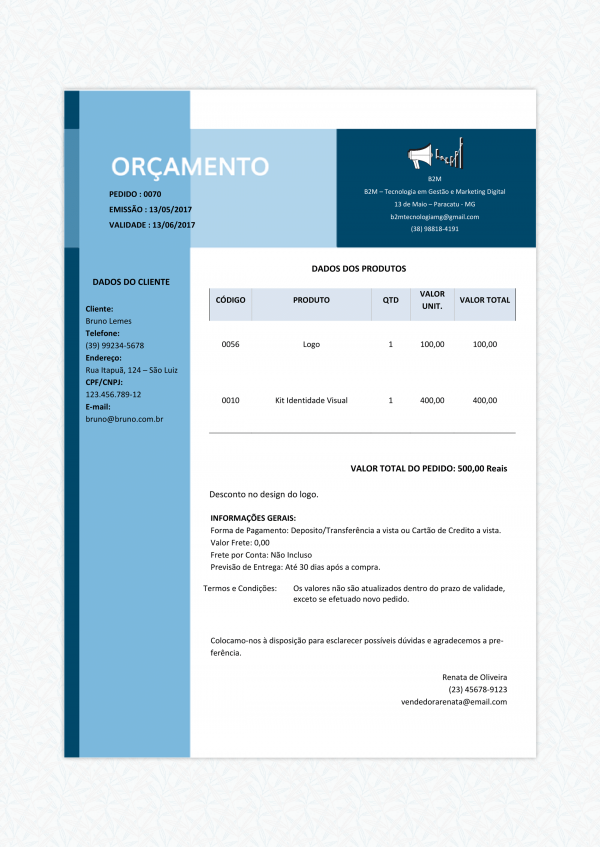 ORÇAMENTO
PEDIDO : 0070
EMISSÃO : 13/05/2017
VALIDADE : 13/06/2017
B2M
B2M – Tecnologia em Gestão e Marketing Digital
13 de Maio – Paracatu - MG
b2mtecnologiamg@gmail.com
(38) 98818-4191
DADOS DO CLIENTE
Cliente:
Bruno Lemes
Telefone:
(39) 99234-5678
Endereço:
Rua Itapuã, 124 – São Luiz
CPF/CNPJ:
123.456.789-12
E-mail:
bruno@bruno.com.br
DADOS DOS PRODUTOS
CÓDIGO PRODUTO QTD VALOR UNIT. VALOR TOTAL
0056 Logo 1 100,00 100,00
0010 Kit Identidade Visual 1 400,00 400,00
VALOR TOTAL DO PEDIDO: 500,00 Reais
Desconto no design do logo.
INFORMAÇÕES GERAIS:
Forma de Pagamento: Deposito/Transferência a vista ou Cartão de Credito a vista.
Valor Frete: 0,00
Frete por Conta: Não Incluso
Previsão de Entrega: Até 30 dias após a compra.
Termos e Condições: Os valores não são atualizados dentro do prazo de validade,
exceto se efetuado novo pedido.
Colocamo-nos à disposição para esclarecer possíveis dúvidas e agradecemos a pre-
ferência.
Renata de Oliveira
(23) 45678-9123
vendedorarenata@email.com